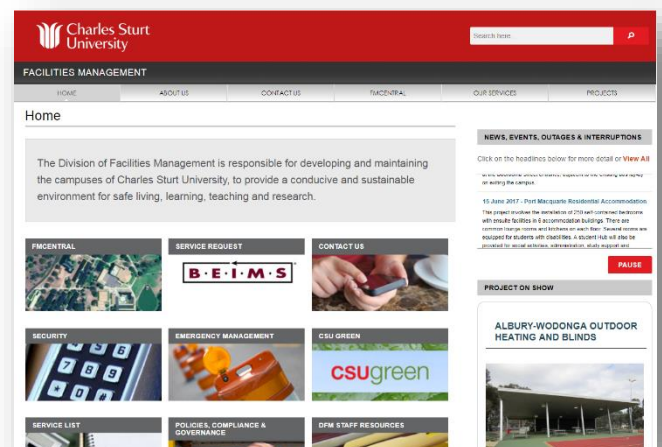 Charles Sturt
University
Search here
FACILITIES MANAGEMENT
HOME
ABOUT US
CONTACT US
FMCENTRAL
OUR SERVICES
PROJECTS
Home
The Division of Facilities Management is responsible for developing and maintaining
the campuses of Charles Sturt University, to provide a conducive and sustainable
environment for safe living, learning, teaching and research.
FMCENTRAL
SERVICE REQUEST
CONTACT US
B·E·I·M·S
SECURITY
EMERGENCY MANAGEMENT
CSU GREEN
7 8 9
csugreen
SERVICE LIST
POLICIES, COMPLIANCE &
GOVERNANCE
DFM STAFF RESOURCES
NEWS, EVENTS, OUTAGES & INTERRUPTIONS
Click on the headlines below for more detail or View All
on exiting the campus.
15 June 2017 - Port Macquarie Residential Accommodation
This project involves the installation of 250 self contained bedrooms
with ensuite facilities in 6 accommodation buildings. There are
common lounge rooms and kitchens on each floor. Several rooms are
equipped for students with disabilities. A student Hub will also be
provided for social activities, administration, study support and
PAUSE
PROJECT ON SHOW
ALBURY-WODONGA OUTDOOR
HEATING AND BLINDS